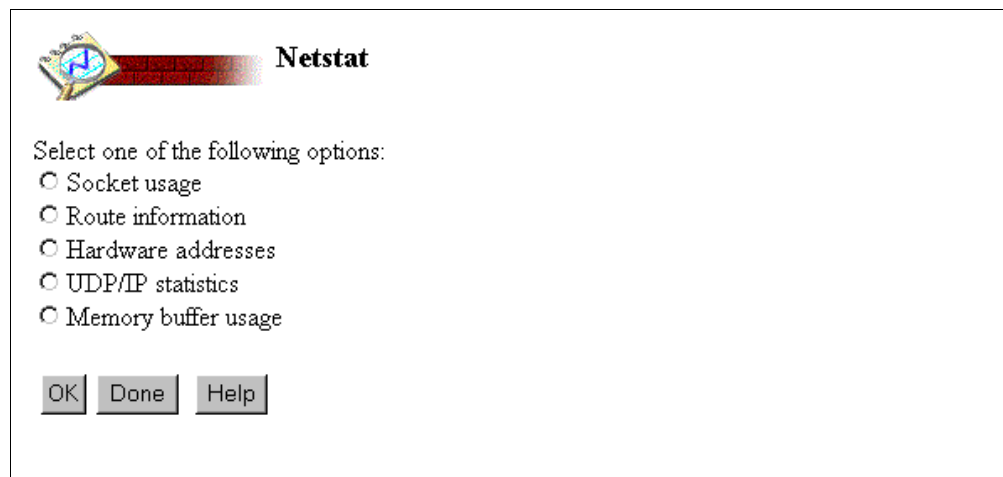 Netstat
Select one of the following options:
Socket usage
Route information
Hardware addresses
UDP/IP statistics
Memory buffer usage
OK Done Help